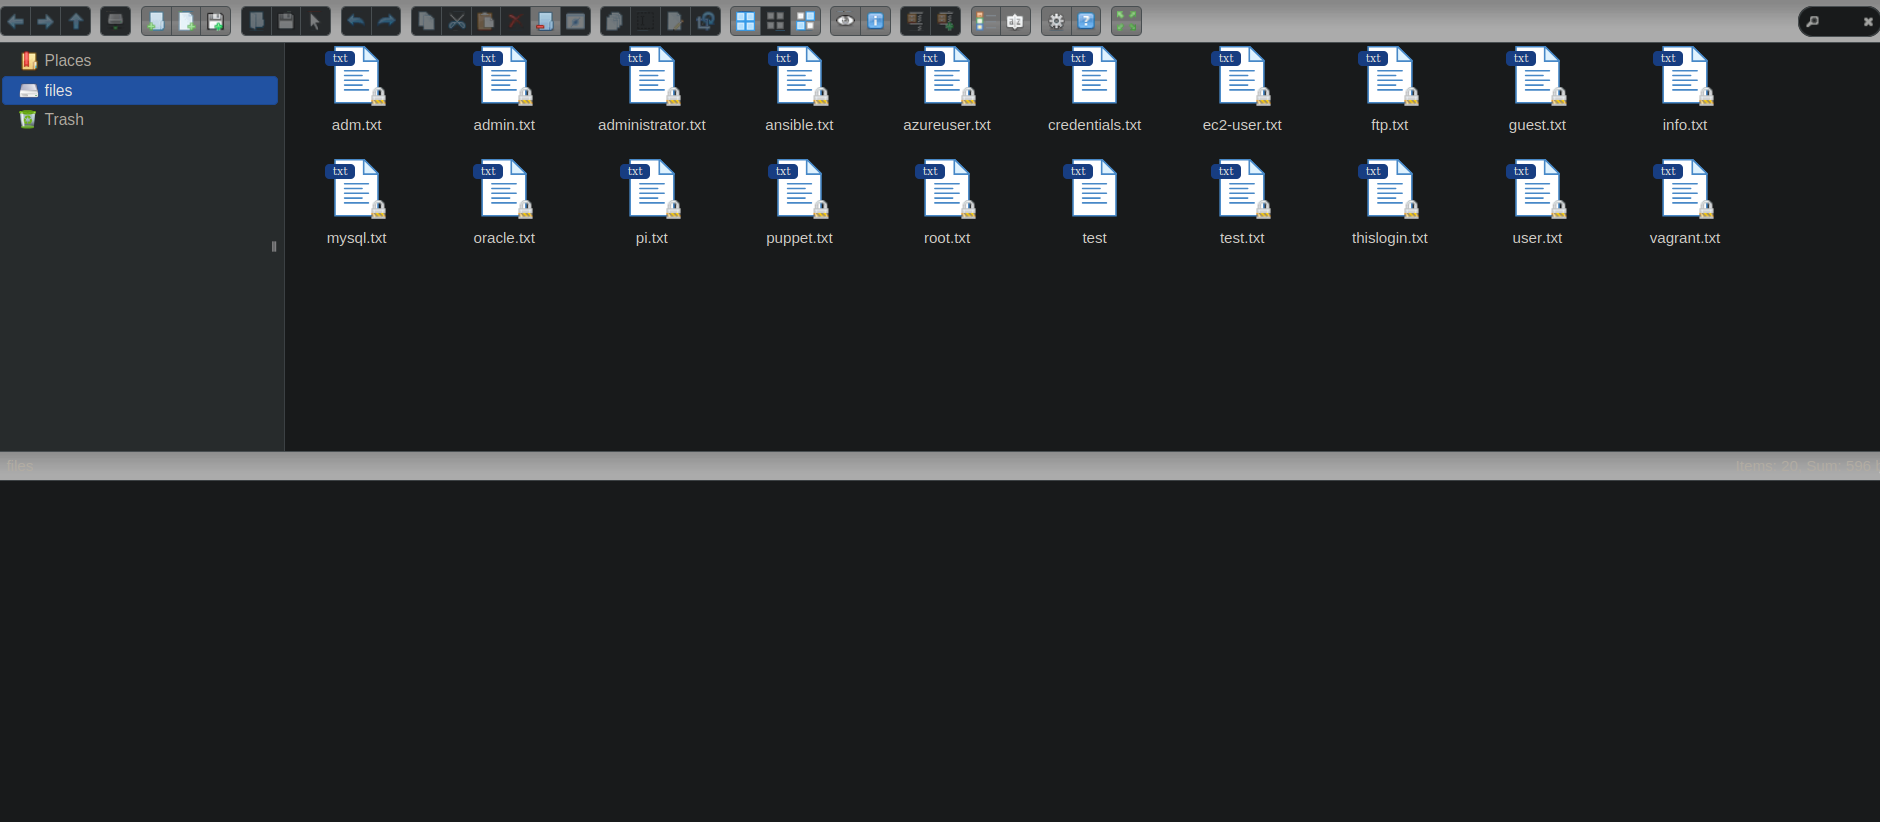 Places
files
Trash
txt txt txt txt txt txt txt txt txt txt
adm.txt admin.txt administrator.txt ansible.txt azureuser.txt credentials.txt ec2-user.txt ftp.txt guest.txt info.txt
txt txt txt txt txt txt txt txt txt txt
mysql.txt oracle.txt pi.txt puppet.txt root.txt test test.txt thislogin.txt user.txt vagrant.txt
files Items: 20, Sum: 596